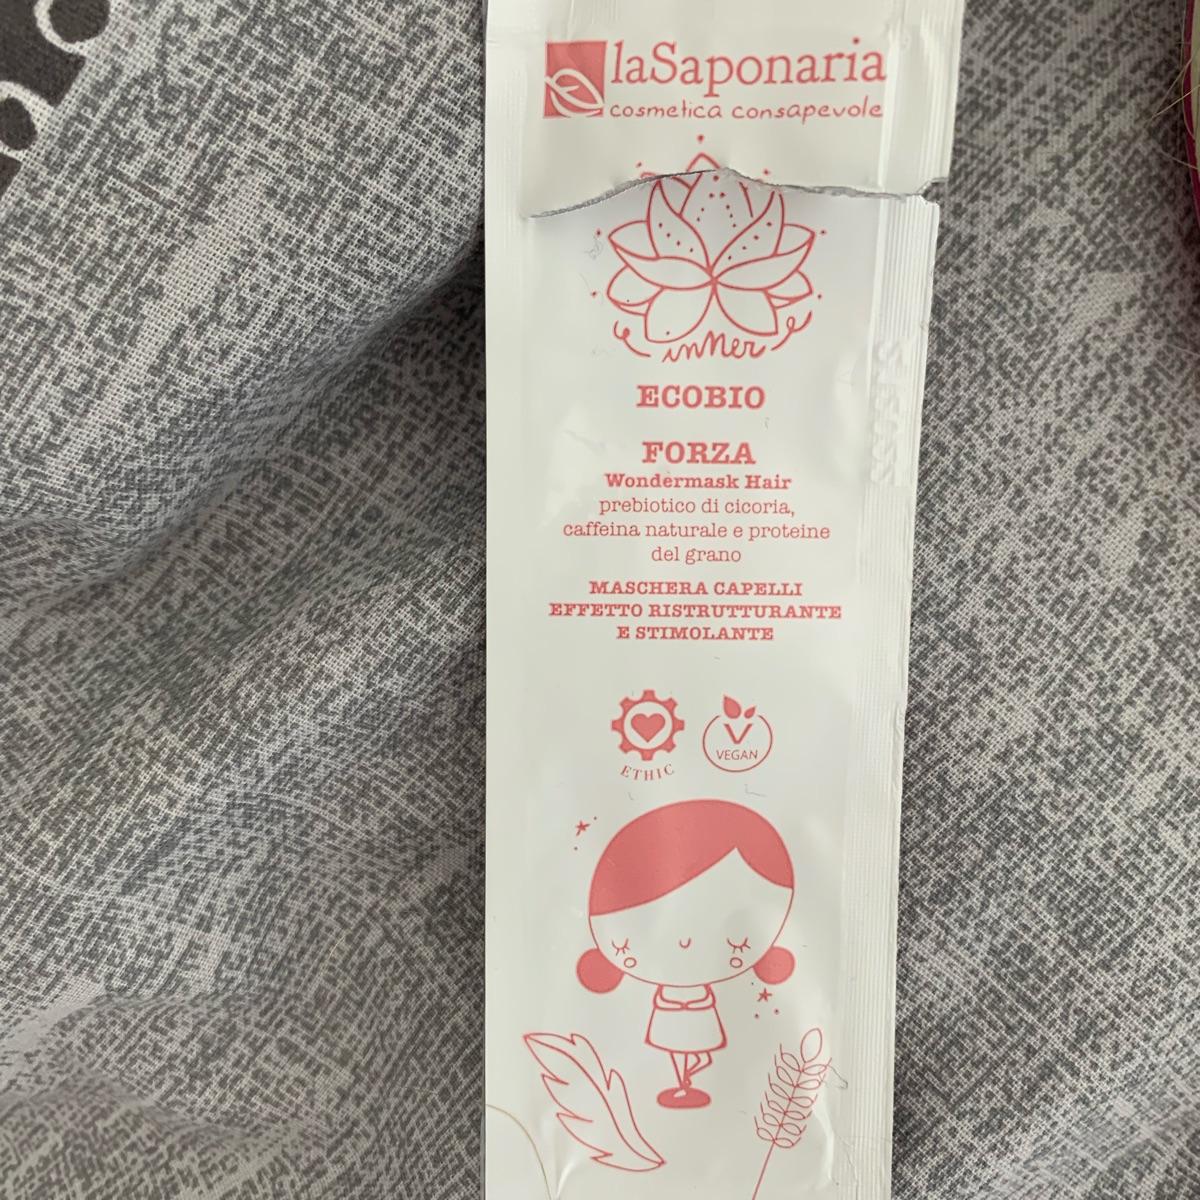 laSaponaria
cosmetica consapevole
inner
ECOBIO
FORZA
Wondermask Hair
prebiotico di cicoria,
caffeina naturale e proteine
del grano
MASCHERA CAPELLI
EFFETTO RISTRUTTURANTE
E STIMOLANTE
ETHIC
VEGAN